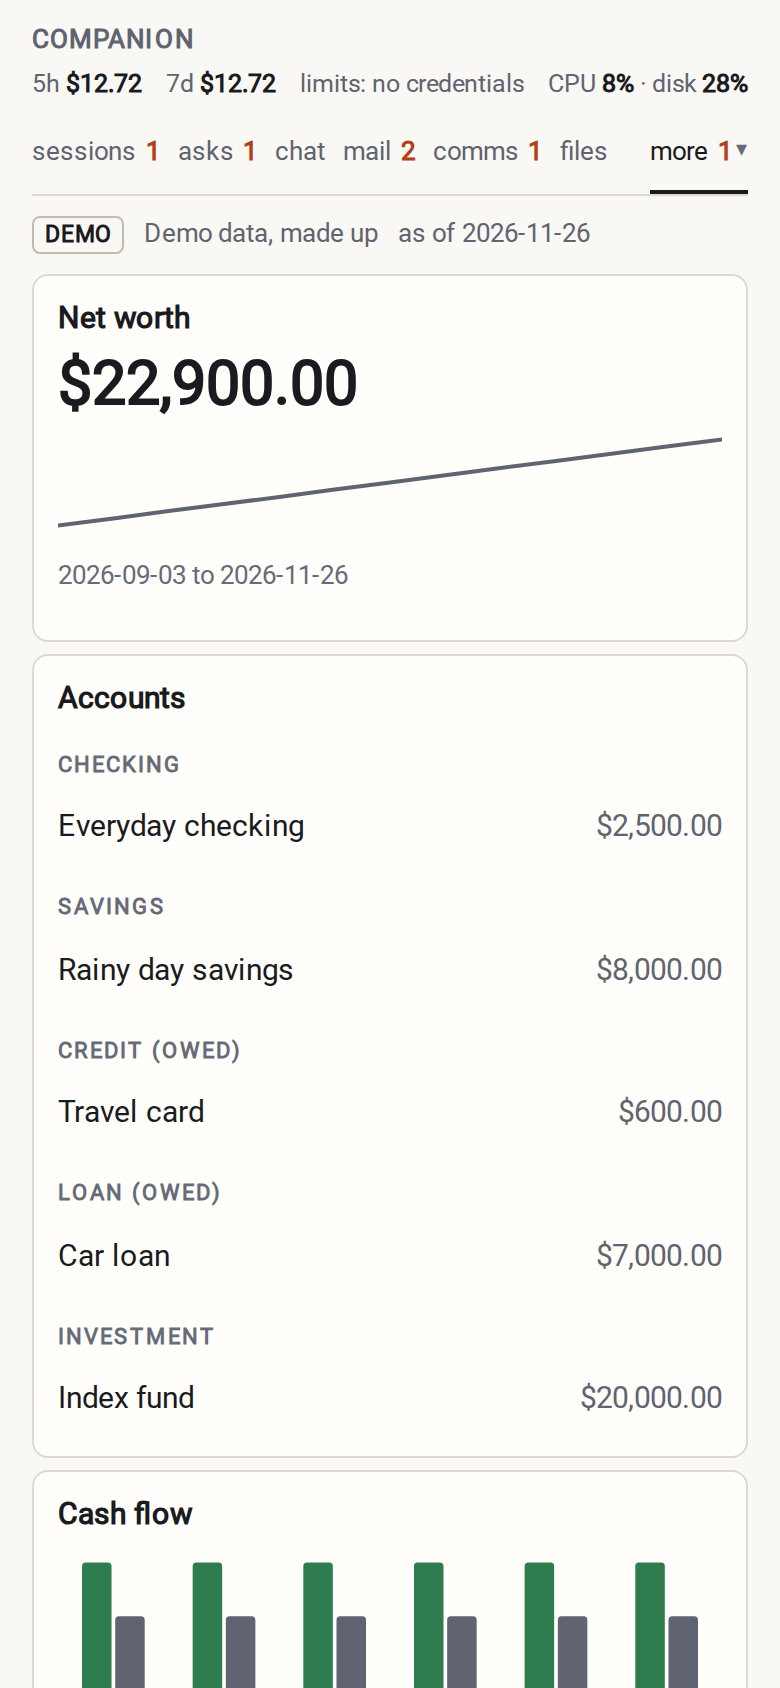 COMPANION
5h $12.72 7d $12.72 limits: no credentials CPU 8% · disk 28%
sessions 1 asks 1 chat mail 2 comms 1 files more 1 ▾
DEMO Demo data, made up as of 2026-11-26
Net worth
$22,900.00
2026-09-03 to 2026-11-26
Accounts
CHECKING
Everyday checking $2,500.00
SAVINGS
Rainy day savings $8,000.00
CREDIT (OWED)
Travel card $600.00
LOAN (OWED)
Car loan $7,000.00
INVESTMENT
Index fund $20,000.00
Cash flow